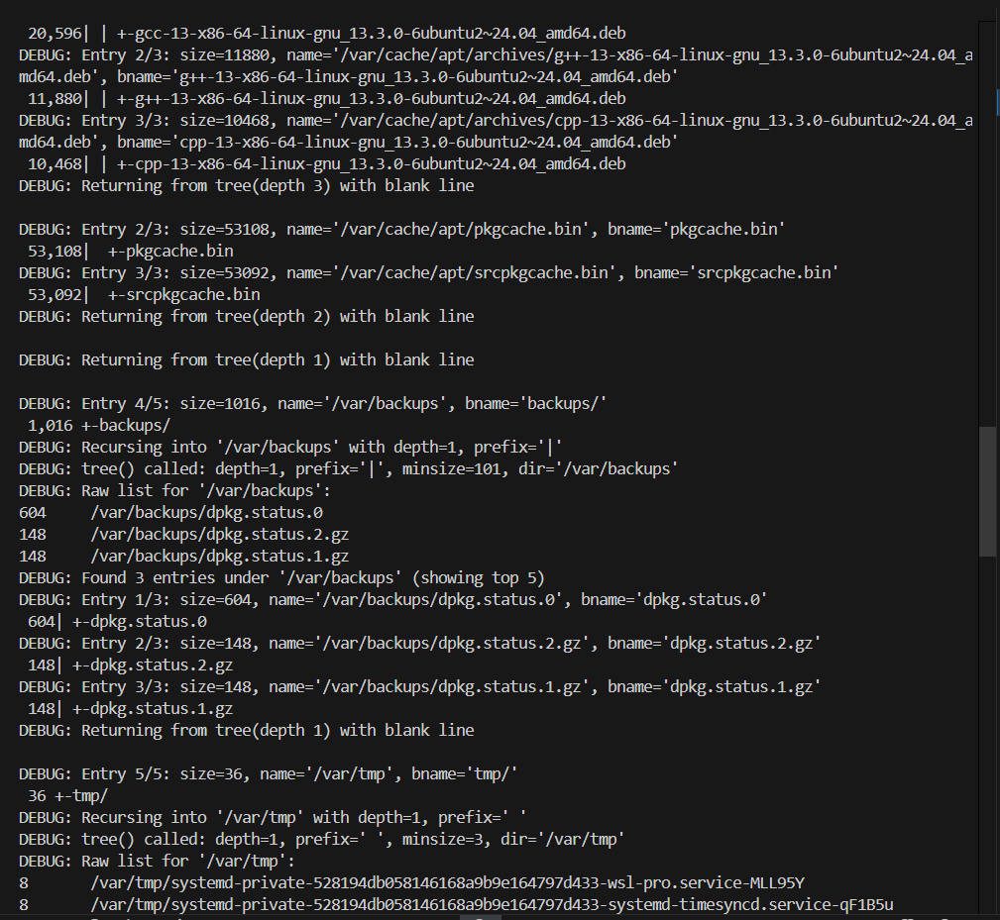 20,596| | +-gcc-13-x86-64-linux-gnu_13.3.0-6ubuntu2~24.04_amd64.deb
DEBUG: Entry 2/3: size=11880, name='/var/cache/apt/archives/g++-13-x86-64-linux-gnu_13.3.0-6ubuntu2~24.04_a
md64.deb', bname='g++-13-x86-64-linux-gnu_13.3.0-6ubuntu2~24.04_amd64.deb'
11,880| | +-g++-13-x86-64-linux-gnu_13.3.0-6ubuntu2~24.04_amd64.deb
DEBUG: Entry 3/3: size=10468, name='/var/cache/apt/archives/cpp-13-x86-64-linux-gnu_13.3.0-6ubuntu2~24.04_a
md64.deb', bname='cpp-13-x86-64-linux-gnu_13.3.0-6ubuntu2~24.04_amd64.deb'
10,468| | +-cpp-13-x86-64-linux-gnu_13.3.0-6ubuntu2~24.04_amd64.deb
DEBUG: Returning from tree(depth 3) with blank line
DEBUG: Entry 2/3: size=53108, name='/var/cache/apt/pkgcache.bin', bname='pkgcache.bin'
53,108|  +-pkgcache.bin
DEBUG: Entry 3/3: size=53092, name='/var/cache/apt/srcpkgcache.bin', bname='srcpkgcache.bin'
53,092|  +-srcpkgcache.bin
DEBUG: Returning from tree(depth 2) with blank line
DEBUG: Returning from tree(depth 1) with blank line
DEBUG: Entry 4/5: size=1016, name='/var/backups', bname='backups/'
1,016 +-backups/
DEBUG: Recursing into '/var/backups' with depth=1, prefix='|'
DEBUG: tree() called: depth=1, prefix='|', minsize=101, dir='/var/backups'
DEBUG: Raw list for '/var/backups':
604     /var/backups/dpkg.status.0
148     /var/backups/dpkg.status.2.gz
148     /var/backups/dpkg.status.1.gz
DEBUG: Found 3 entries under '/var/backups' (showing top 5)
DEBUG: Entry 1/3: size=604, name='/var/backups/dpkg.status.0', bname='dpkg.status.0'
604| +-dpkg.status.0
DEBUG: Entry 2/3: size=148, name='/var/backups/dpkg.status.2.gz', bname='dpkg.status.2.gz'
148| +-dpkg.status.2.gz
DEBUG: Entry 3/3: size=148, name='/var/backups/dpkg.status.1.gz', bname='dpkg.status.1.gz'
148| +-dpkg.status.1.gz
DEBUG: Returning from tree(depth 1) with blank line
DEBUG: Entry 5/5: size=36, name='/var/tmp', bname='tmp/'
36 +-tmp/
DEBUG: Recursing into '/var/tmp' with depth=1, prefix=' '
DEBUG: tree() called: depth=1, prefix=' ', minsize=3, dir='/var/tmp'
DEBUG: Raw list for '/var/tmp':
8       /var/tmp/systemd-private-528194db058146168a9b9e164797d433-wsl-pro.service-MLL95Y
8       /var/tmp/systemd-private-528194db058146168a9b9e164797d433-systemd-timesyncd.service-qF1B5u